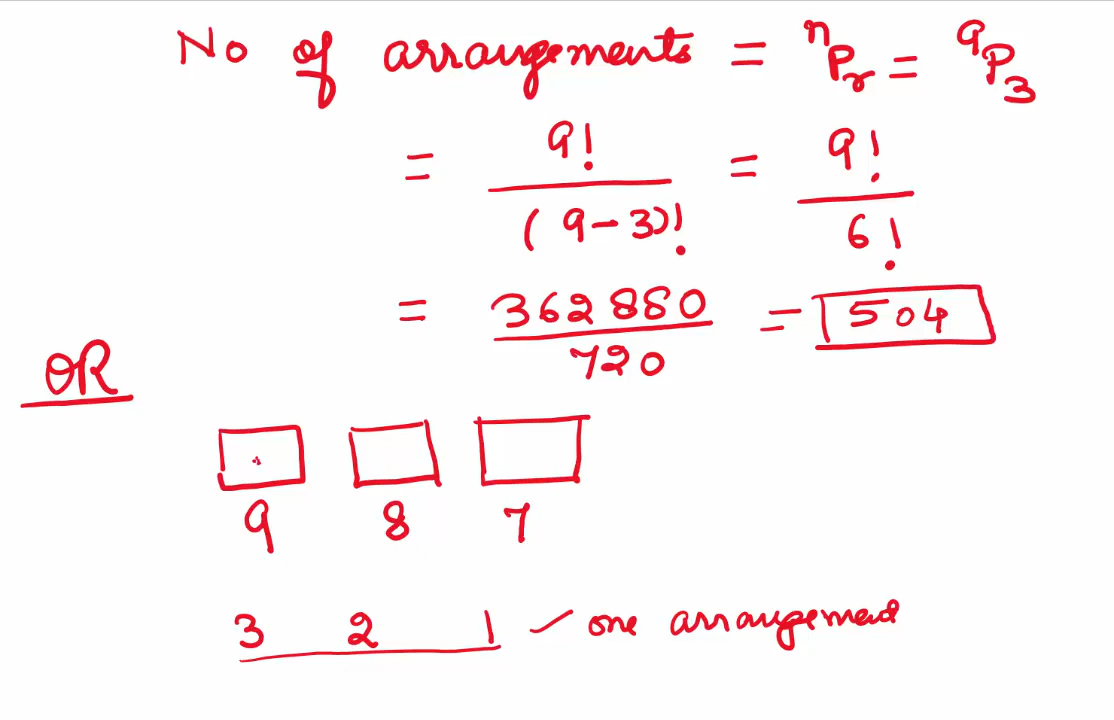 No of arrangements = ⁿPᵣ = ⁹P₃
= 9! / (9-3)! = 9! / 6!
= 362880 / 720 = 504
OR
9 8 7
3 2 1 one arrangement